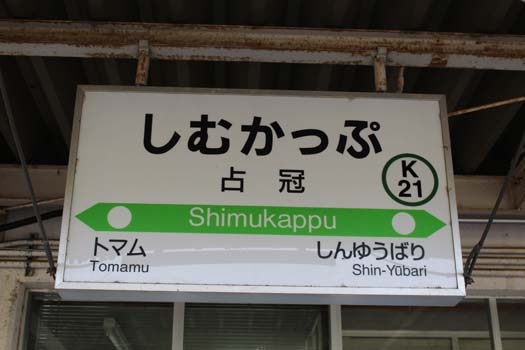 しむかっぷ
占冠
K
21
Shimukappu
トマム
Tomamu
しんゆうばり
Shin-Yūbari